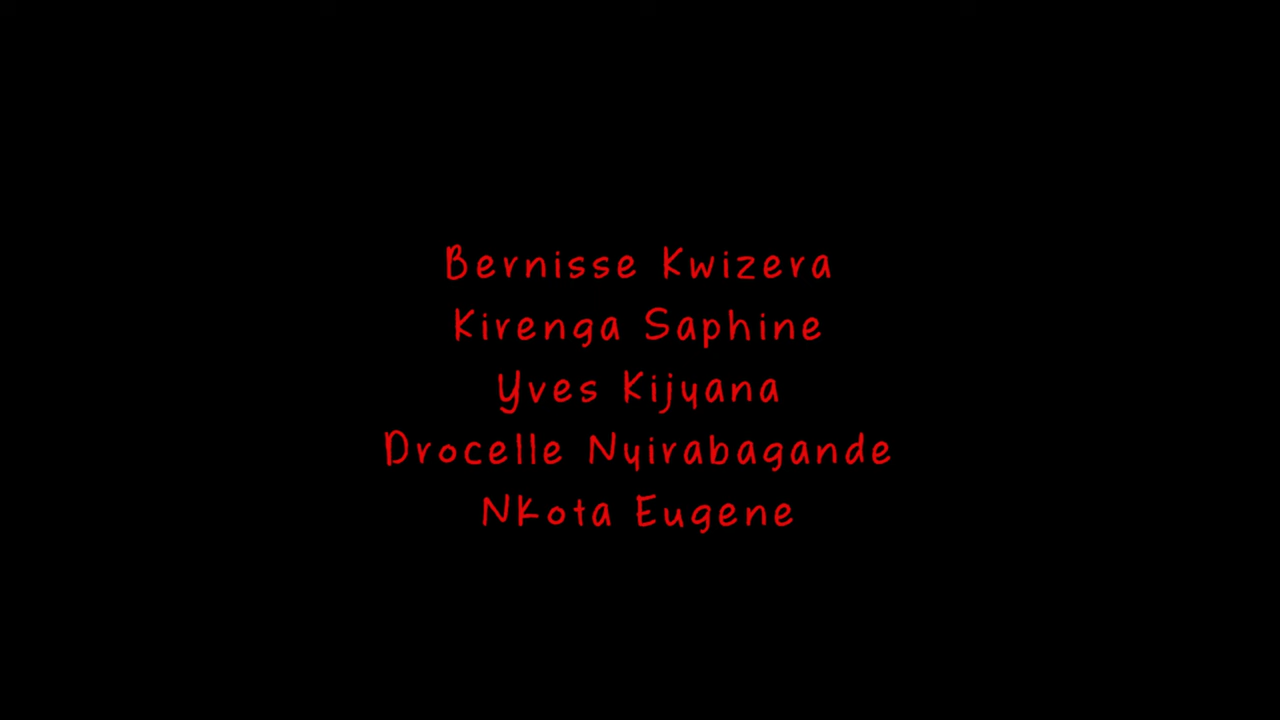 Bernisse Kwizera
Kirenga Saphine
Yves Kijyana
Drocelle Nyirabagande
Nkota Eugene